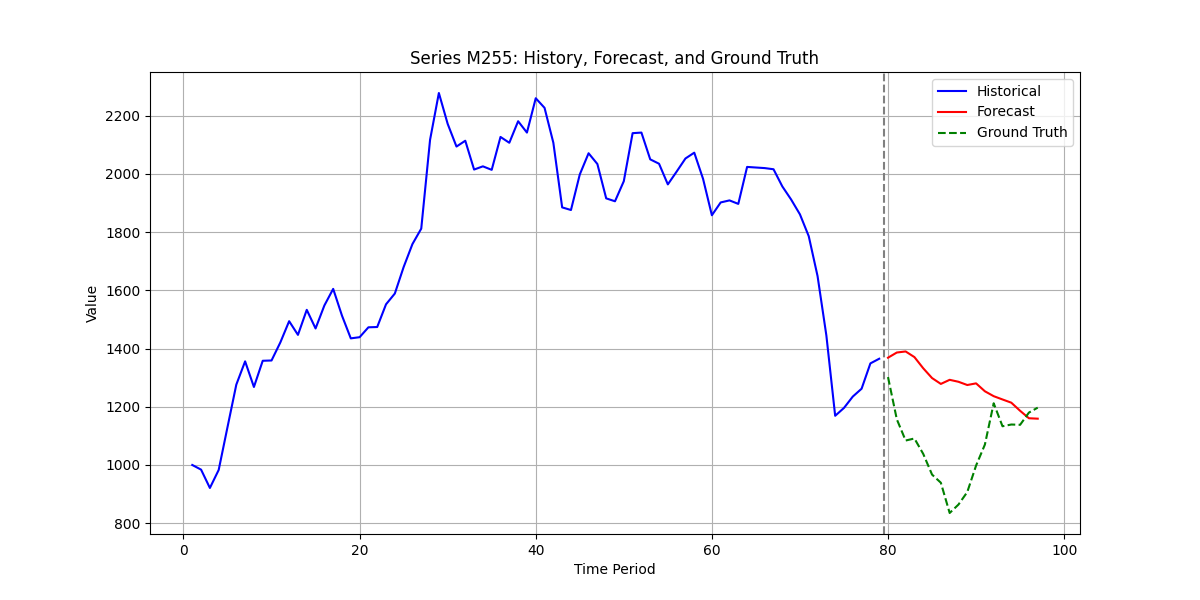 Series M255: History, Forecast, and Ground Truth
Historical
Forecast
Ground Truth
Value
2200
2000
1800
1600
1400
1200
1000
800
0 20 40 60 80 100
Time Period